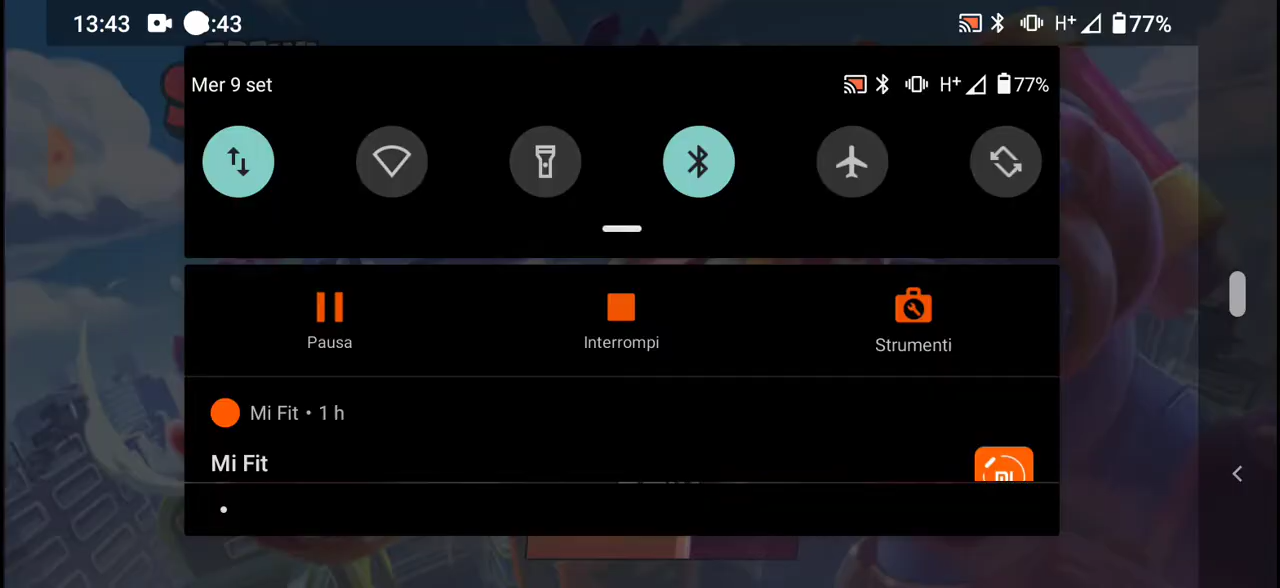 13:43 :43 H+ 77%
Mer 9 set H+ 77%
Pausa Interrompi Strumenti
Mi Fit • 1 h
Mi Fit